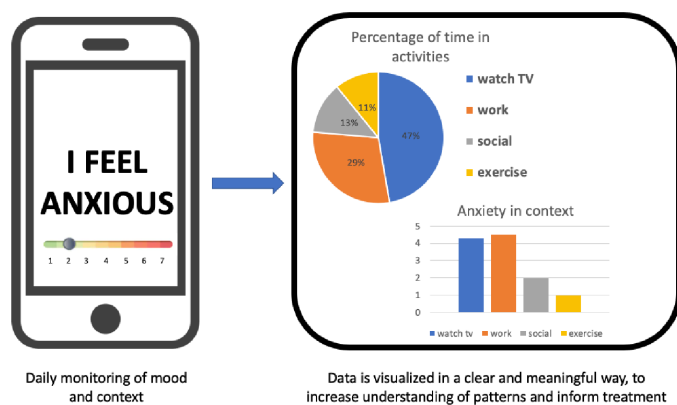 I FEEL
ANXIOUS
1 2 3 4 5 6 7
Daily monitoring of mood
and context
Percentage of time in
activities
47%
29%
13%
11%
watch TV
work
social
exercise
Anxiety in context
5
4
3
2
1
0
watch tv work social exercise
Data is visualized in a clear and meaningful way, to
increase understanding of patterns and inform treatment